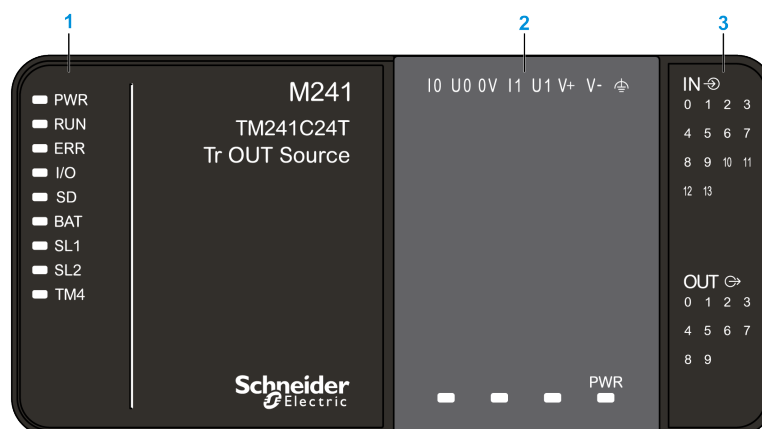 1
2
3
M241
TM241C24T
Tr OUT Source
PWR
RUN
ERR
I/O
SD
BAT
SL1
SL2
TM4
Schneider
Electric
I0 U0 0V I1 U1 V+ V-
PWR
IN
0 1 2 3
4 5 6 7
8 9 10 11
12 13
OUT
0 1 2 3
4 5 6 7
8 9